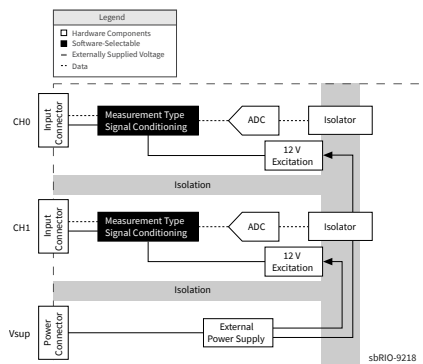 Legend
Hardware Components
Software-Selectable
Externally Supplied Voltage
Data
CH0
Input
Connector
Measurement Type
Signal Conditioning
ADC
Isolator
12 V
Excitation
Isolation
CH1
Input
Connector
Measurement Type
Signal Conditioning
ADC
Isolator
12 V
Excitation
Isolation
Vsup
Power
Connector
External
Power Supply
sbRIO-9218